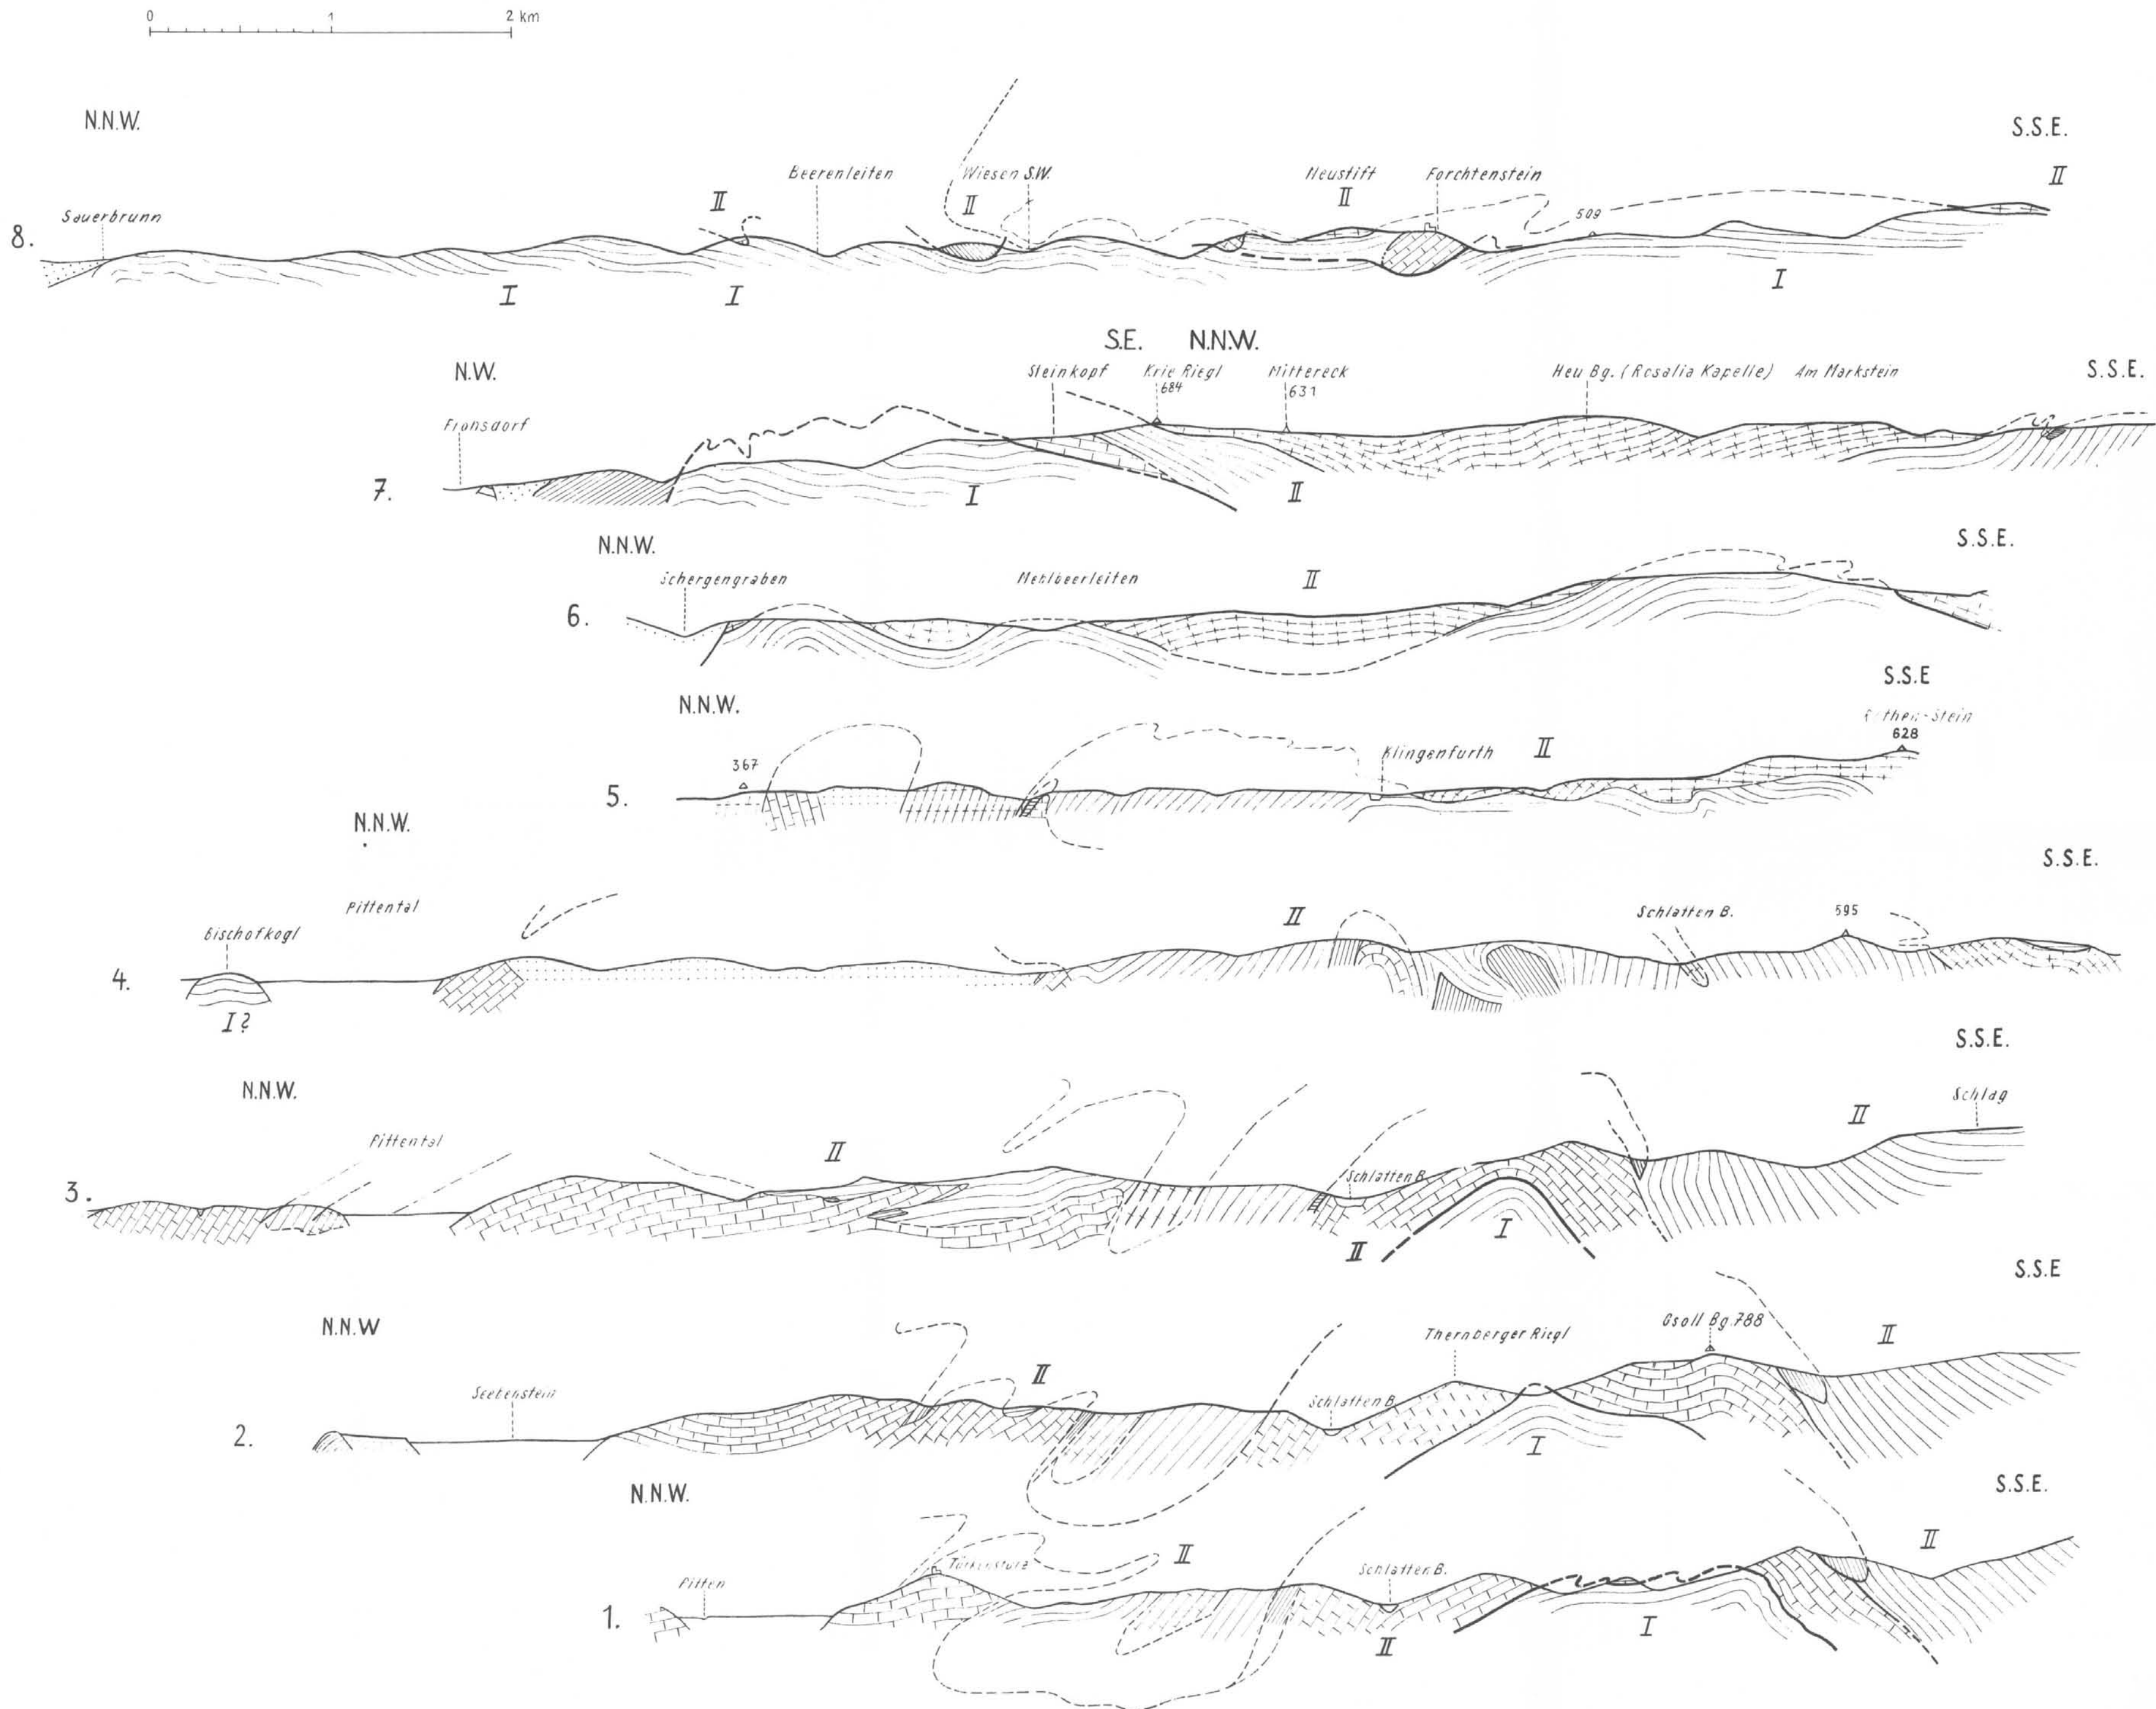 0 1 2 km
N.N.W. S.S.E.
Beerenleiten Wiesen S.W. Neustift Forchtenstein II
II II II
Sauerbrunn 509
8.
I I I
S.E. N.N.W.
N.W. Steinkopf Krie Riegl Mittereck Heu Bg. (Rosalia Kapelle) Am Markstein S.S.E.
684 631
Frohsdorf
7. I II
N.N.W. S.S.E.
Schergengraben Mehlbeerleiten II
6.
S.S.E
N.N.W.
628
367 Klingenfurth II
5.
N.N.W.
S.S.E.
Pittental II Schlatten B. 595
Bischofkogl
4.
I?
S.S.E.
N.N.W. Schlag
Pittental II II
3. Schlatten B.
I
II
S.S.E
N.N.W Thernberger Riegl Gsoll Bg. 788 II
II
Seebenstein Schlatten B.
2.
I
N.N.W. S.S.E.
II II
Türkensturz Schlatten B.
Pitten
1. I
II